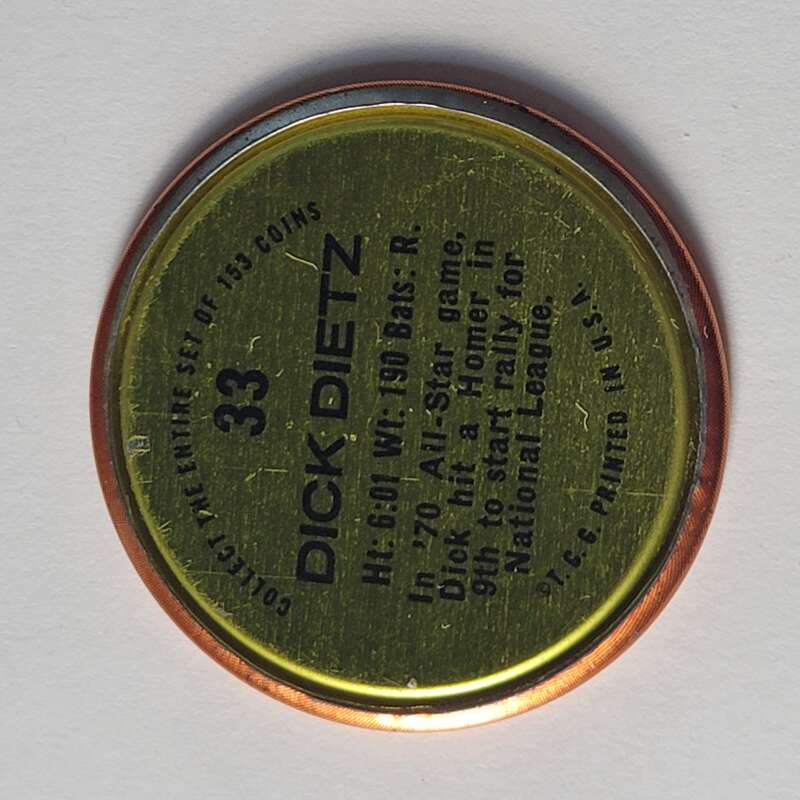 COLLECT THE ENTIRE SET OF 153 COINS
33
DICK DIETZ
Ht: 6:01 Wt: 190 Bats: R.
In '70 All-Star game,
Dick hit a Homer in
9th to start rally for
National League.
©T. C. G. PRINTED IN U.S.A.